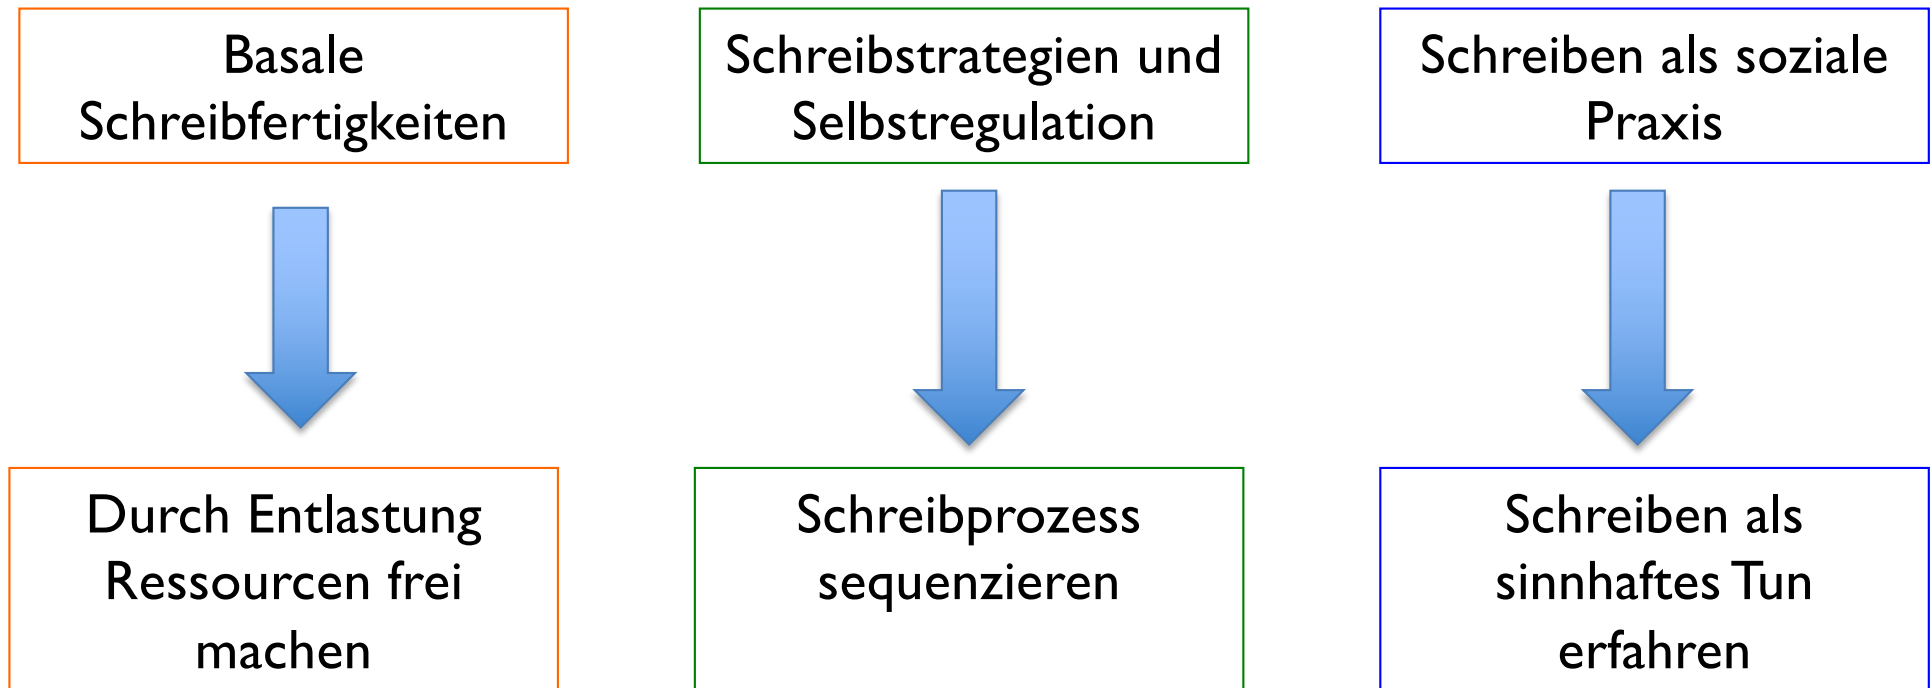 Basale
Schreibfertigkeiten
Schreibstrategien und
Selbstregulation
Schreiben als soziale
Praxis
Durch Entlastung
Ressourcen frei
machen
Schreibprozess
sequenzieren
Schreiben als
sinnhaftes Tun
erfahren